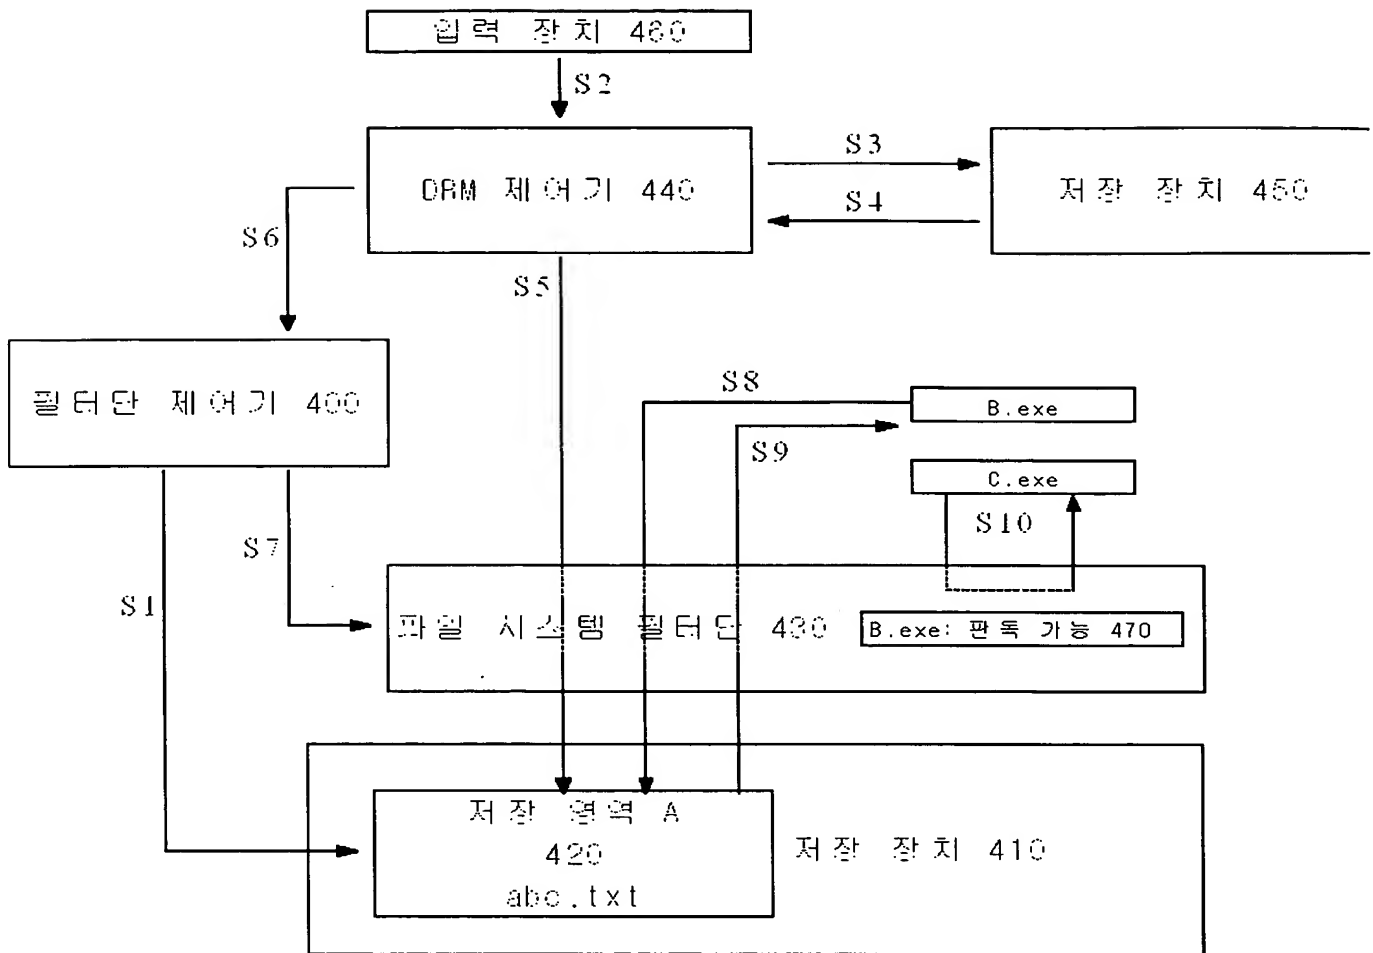 입력 장치 460
S2
DRM 제어기 440
S3
S4
저장 장치 450
S6
S5
필터단 제어기 400
S8
B.exe
S9
C.exe
S10
S7
S1
파일 시스템 필터단 430
B.exe: 판독 가능 470
저장 영역 A
420
abc.txt
저장 장치 410